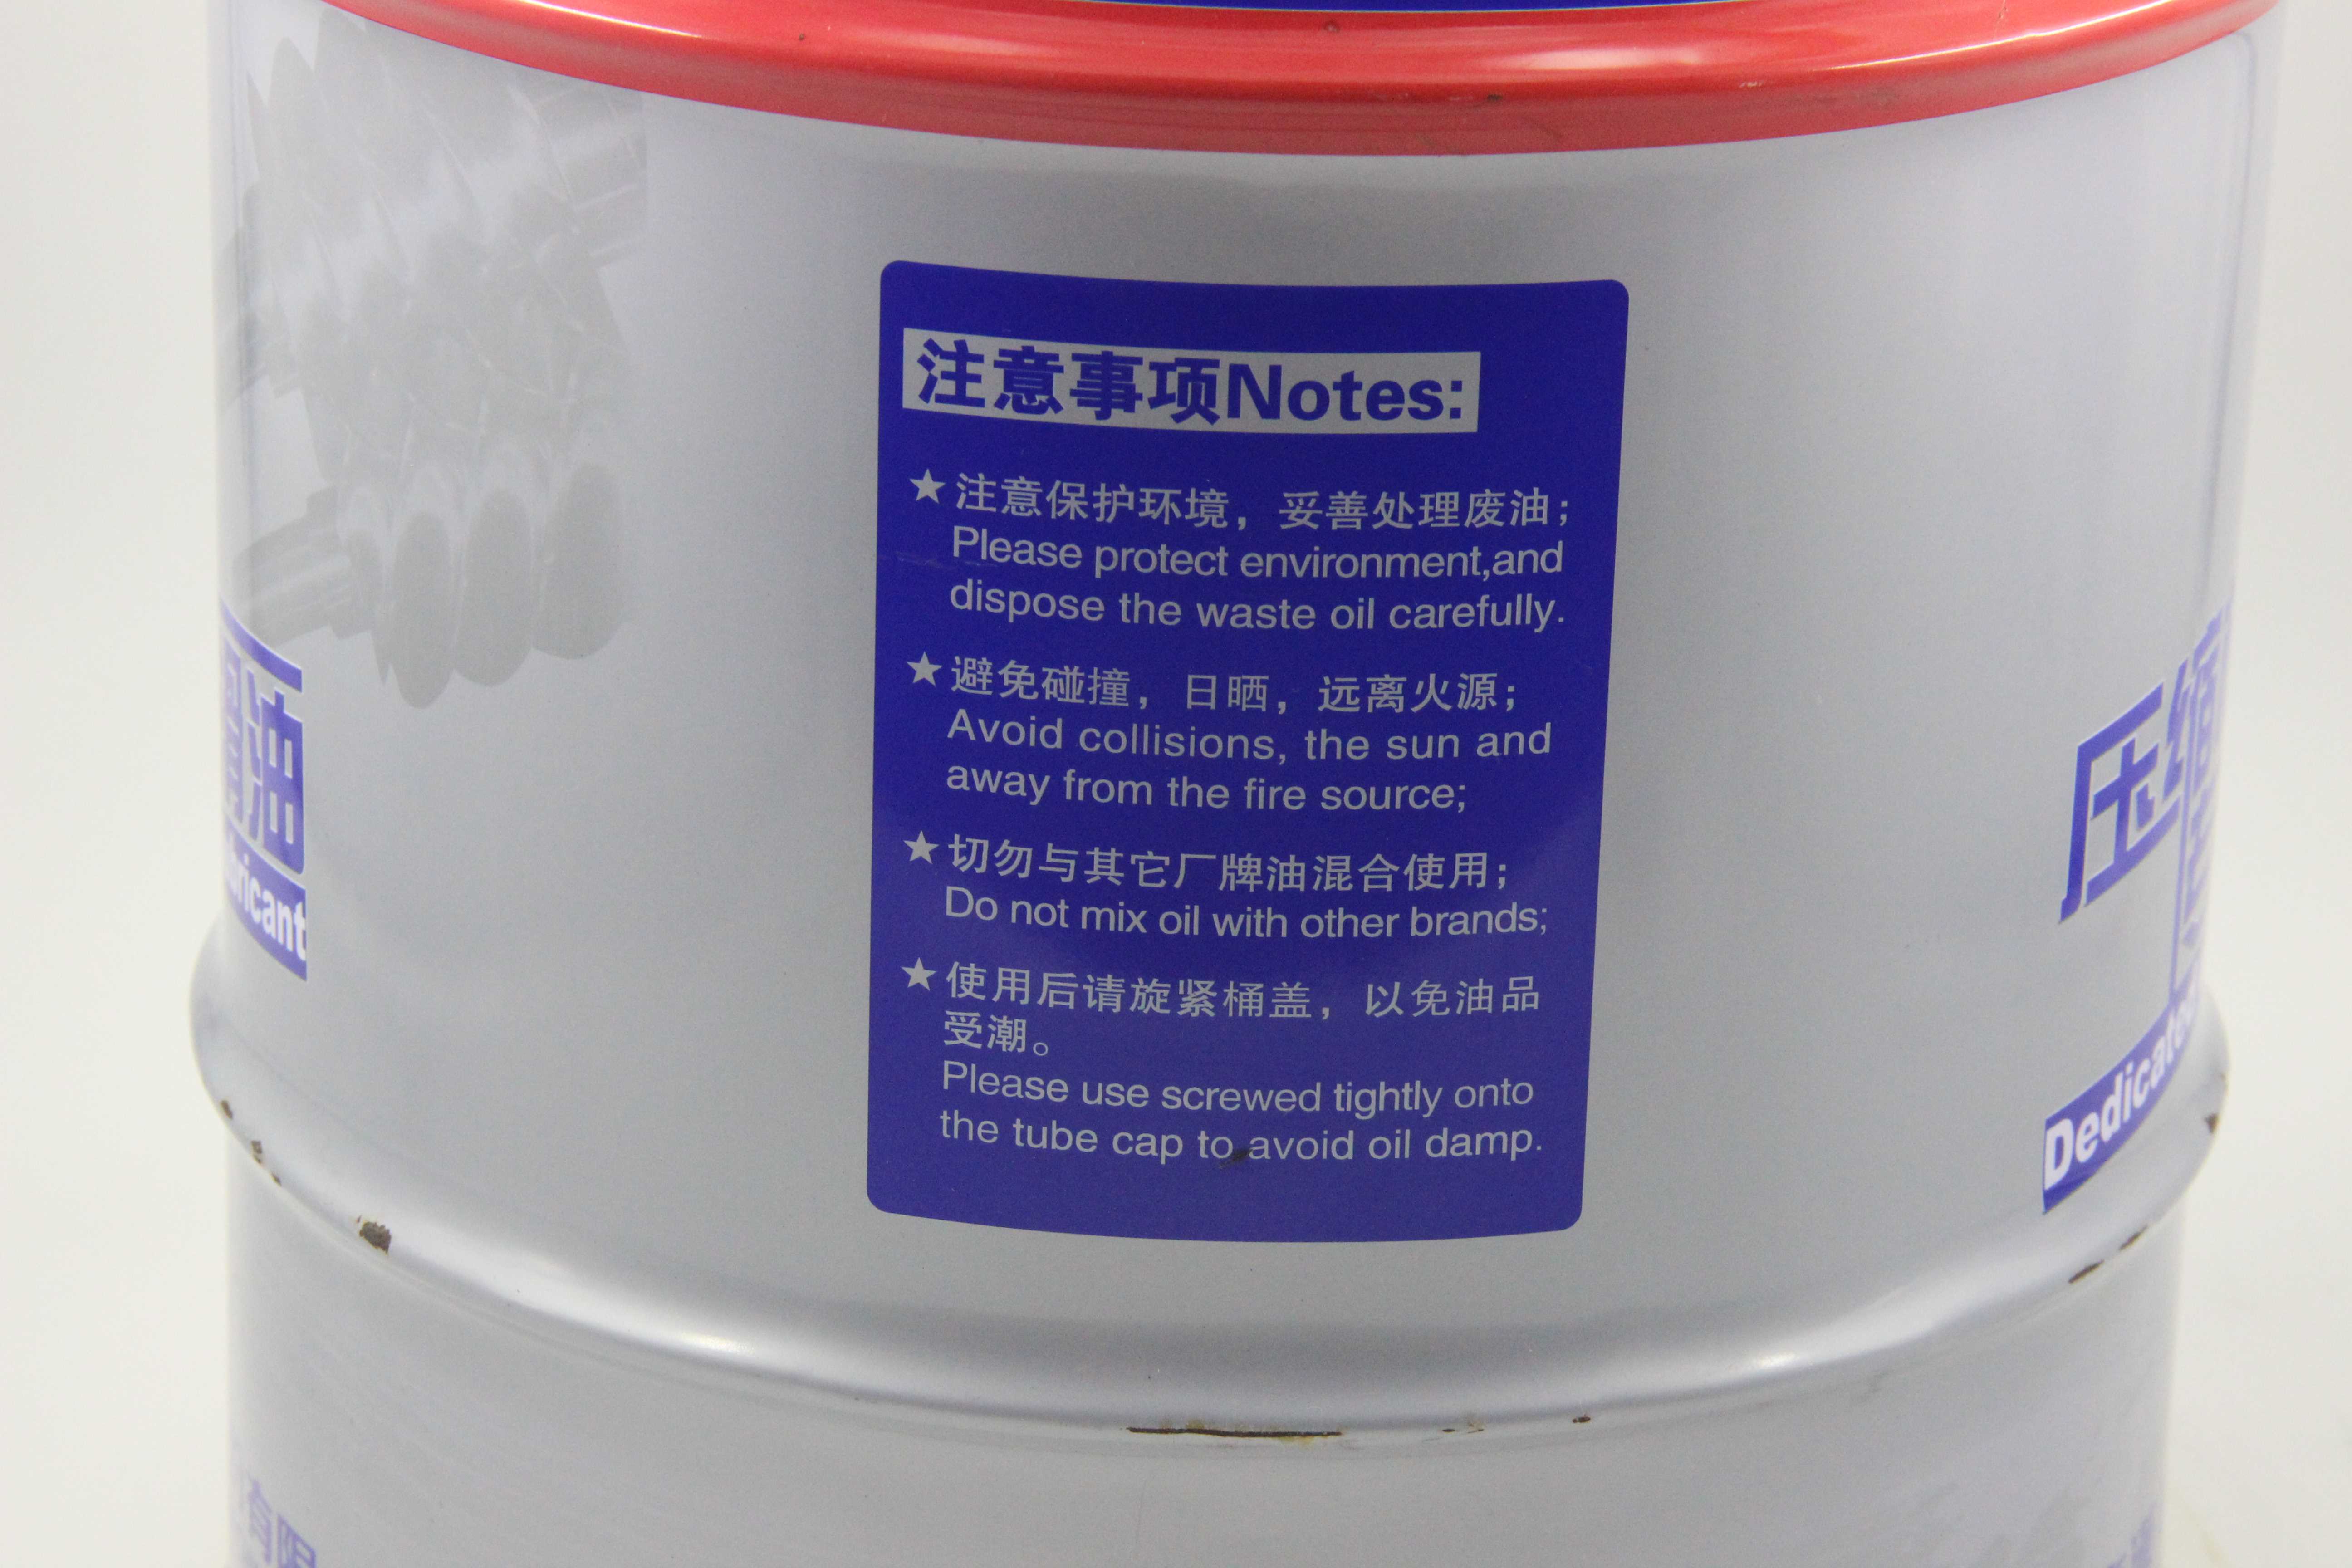 注意事项Notes:
★注意保护环境，妥善处理废油；
Please protect environment,and
dispose the waste oil carefully.
★避免碰撞，日晒，远离火源；
Avoid collisions, the sun and
away from the fire source;
★切勿与其它厂牌油混合使用；
Do not mix oil with other brands;
★使用后请旋紧桶盖，以免油品
受潮。
Please use screwed tightly onto
the tube cap to avoid oil damp.
滑油
压缩
Dedicated
有限